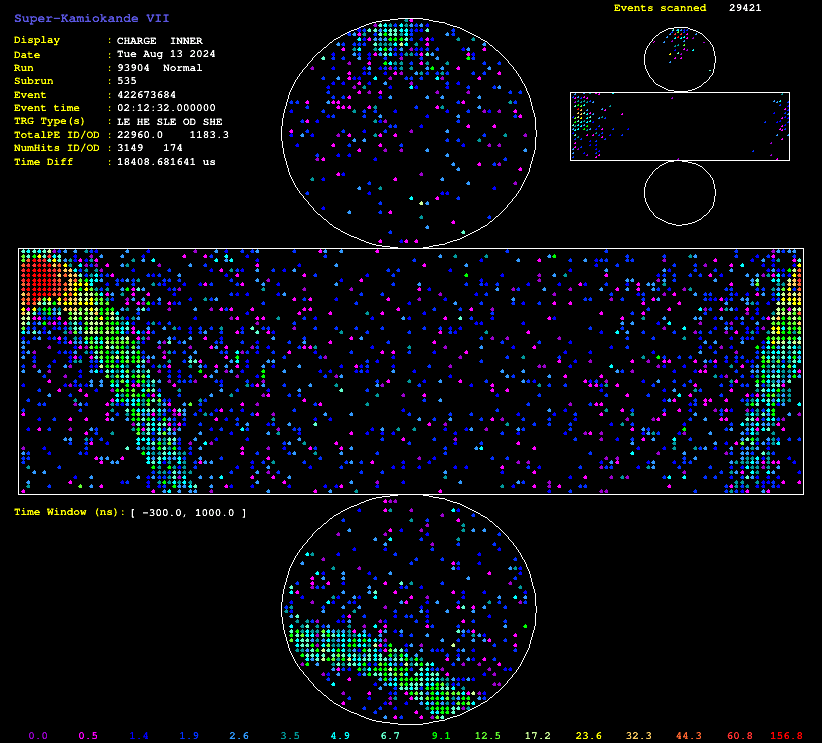 Super-Kamiokande VII
Events scanned 29421
Display : CHARGE INNER
Date : Tue Aug 13 2024
Run : 93904 Normal
Subrun : 535
Event : 422673684
Event time : 02:12:32.000000
TRG Type(s) : LE HE SLE OD SHE
TotalPE ID/OD : 22960.0 1183.3
NumHits ID/OD : 3149 174
Time Diff : 18408.681641 us
Time Window (ns): [ -300.0, 1000.0 ]
0.0 0.5 1.4 1.9 2.6 3.5 4.9 6.7 9.1 12.5 17.2 23.6 32.3 44.3 60.8 156.8